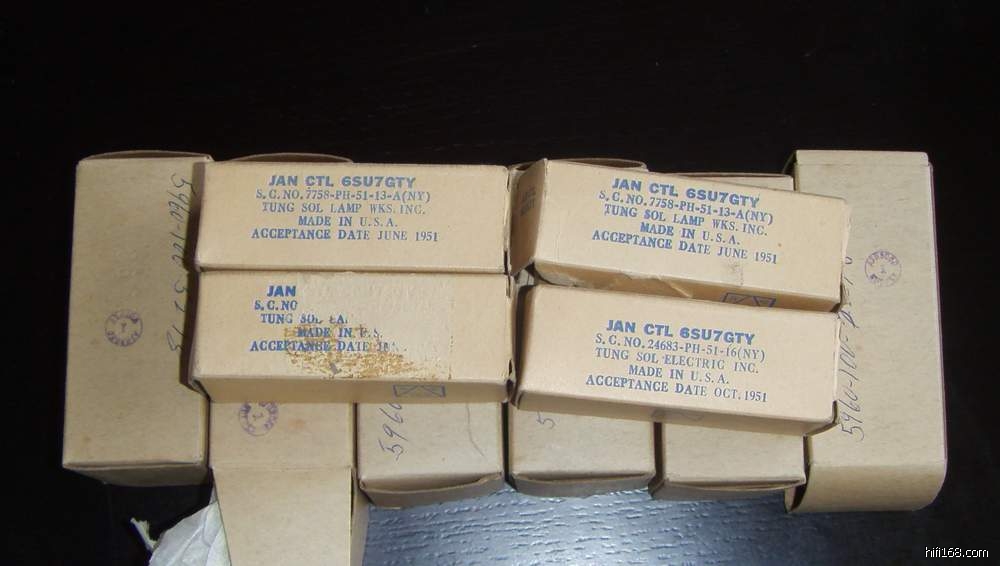 JAN CTL 6SU7GTY
S. C. NO. 7758-PH-51-13-A(NY)
TUNG SOL LAMP WKS. INC.
MADE IN U. S. A.
ACCEPTANCE DATE JUNE 1951
JAN CTL 6SU7GTY
S. C. NO. 7758-PH-51-13-A(NY)
TUNG SOL LAMP WKS. INC.
MADE IN U. S. A.
ACCEPTANCE DATE JUNE 1951
JAN
S. C. NO
TUNG SOL
MADE IN U. S.
ACCEPTANCE DATE
JAN CTL 6SU7GTY
S. C. NO. 24683-PH-51-16(NY)
TUNG SOL ELECTRIC INC.
MADE IN U. S. A.
ACCEPTANCE DATE OCT. 1951
5960
5
hifi168.com